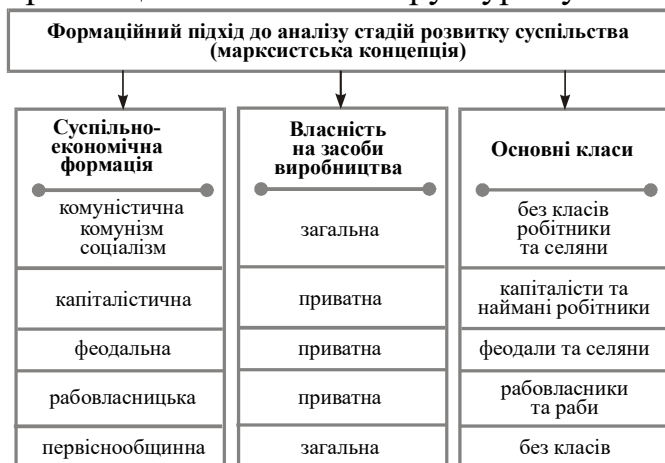 Формаційний підхід до аналізу стадій розвитку суспільства
(марксистська концепція)
Суспільно-
економічна
формація
комуністична
комунізм
соціалізм
капіталістична
феодальна
рабовласницька
первіснообщинна
Власність
на засоби
виробництва
загальна
приватна
приватна
приватна
загальна
Основні класи
без класів
робітники
та селяни
капіталісти та
наймані робітники
феодали та селяни
рабовласники
та раби
без класів